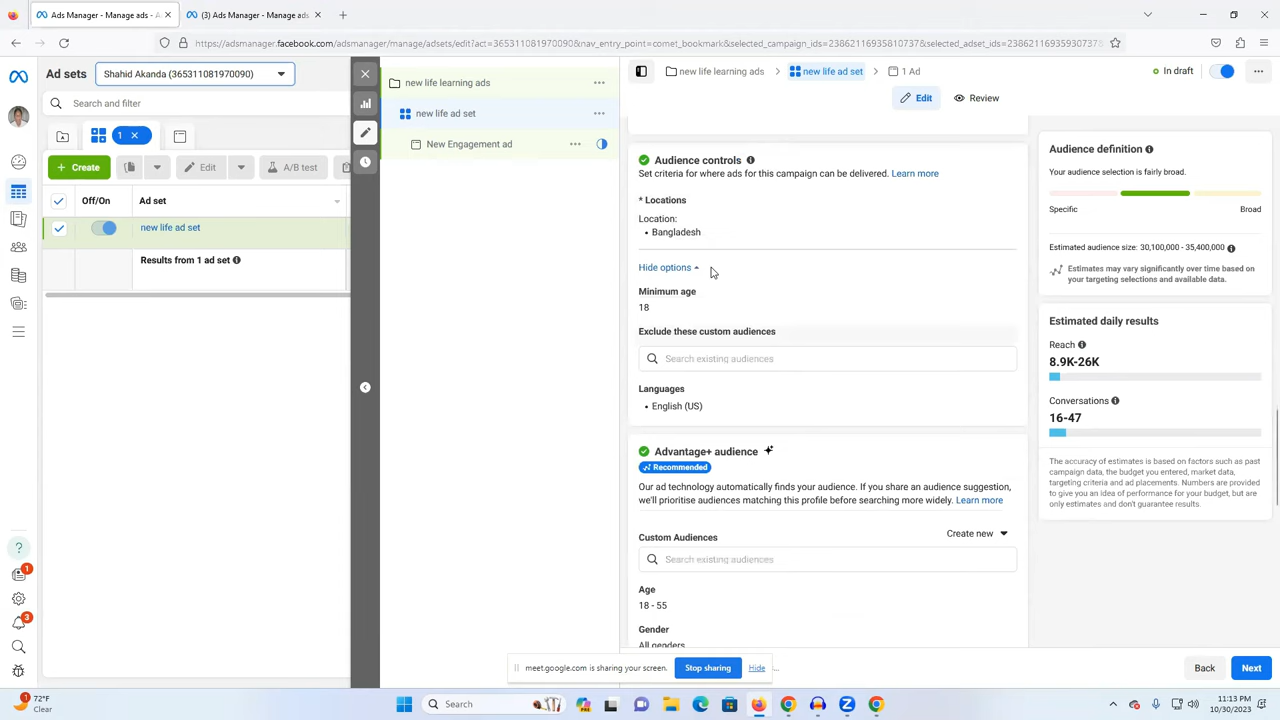 Ads Manager - Manage ads - A
(3) Ads Manager - Manage ads
https://adsmanager.facebook.com/adsmanager/manage/adsets/edit?act=365311081970090&nav_entry_point=comet_bookmark&selected_campaign_ids=23862116935810737&selected_adset_ids=23862116935930737
Ad sets
Shahid Akanda (365311081970090)
Search and filter
1
Create
Edit
A/B test
Off/On
Ad set
new life ad set
Results from 1 ad set
new life learning ads
new life ad set
New Engagement ad
new life learning ads
new life ad set
1 Ad
In draft
Edit
Review
Audience controls
Set criteria for where ads for this campaign can be delivered. Learn more
* Locations
Location:
• Bangladesh
Hide options
Minimum age
18
Exclude these custom audiences
Search existing audiences
Languages
• English (US)
Advantage+ audience
Recommended
Our ad technology automatically finds your audience. If you share an audience suggestion,
we'll prioritise audiences matching this profile before searching more widely. Learn more
Custom Audiences
Create new
Search existing audiences
Age
18 - 55
Gender
All genders
Audience definition
Your audience selection is fairly broad.
Specific
Broad
Estimated audience size: 30,100,000 - 35,400,000
Estimates may vary significantly over time based on
your targeting selections and available data.
Estimated daily results
Reach
8.9K-26K
Conversations
16-47
The accuracy of estimates is based on factors such as past
campaign data, the budget you entered, market data,
targeting criteria and ad placements. Numbers are provided
to give you an idea of performance for your budget, but are
only estimates and don't guarantee results.
meet.google.com is sharing your screen.
Stop sharing
Hide
Back
Next
1
3
1
72°F
Clear
Search
11:13 PM
10/30/2023